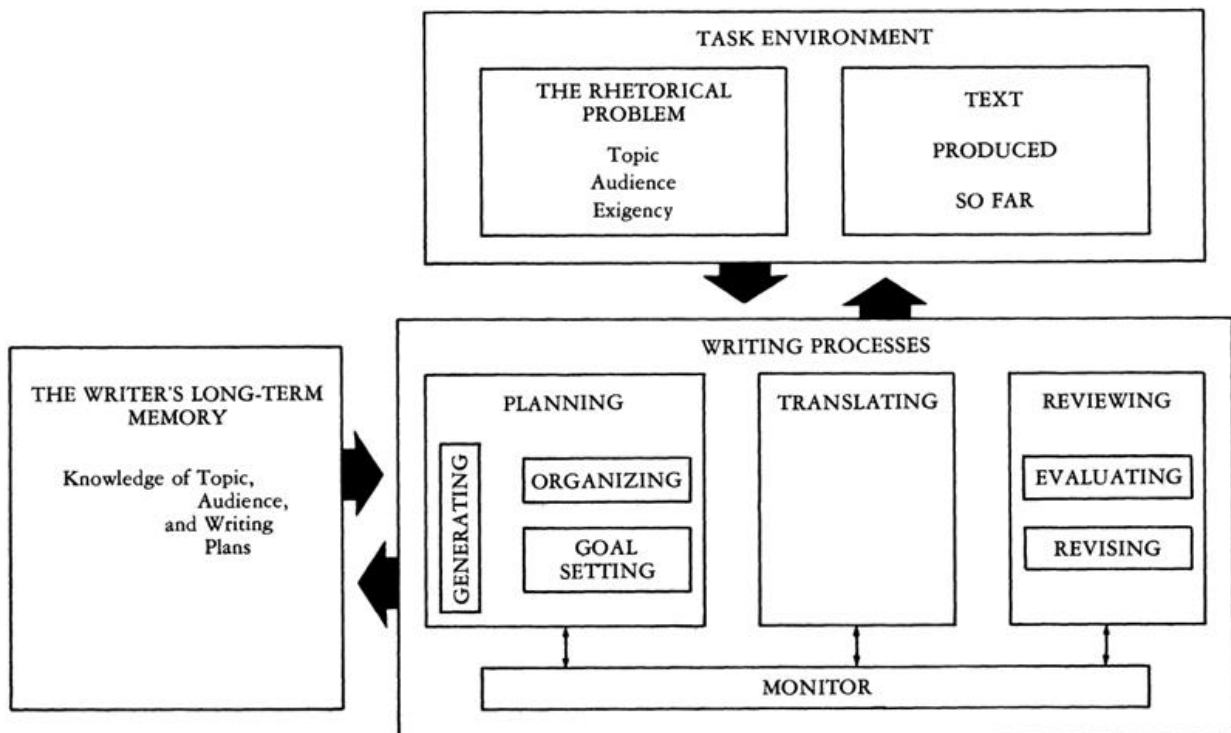 TASK ENVIRONMENT
THE RHETORICAL
PROBLEM
Topic
Audience
Exigency
TEXT
PRODUCED
SO FAR
THE WRITER'S LONG-TERM
MEMORY
Knowledge of Topic,
Audience,
and Writing
Plans
WRITING PROCESSES
PLANNING
GENERATING
ORGANIZING
GOAL
SETTING
TRANSLATING
REVIEWING
EVALUATING
REVISING
MONITOR